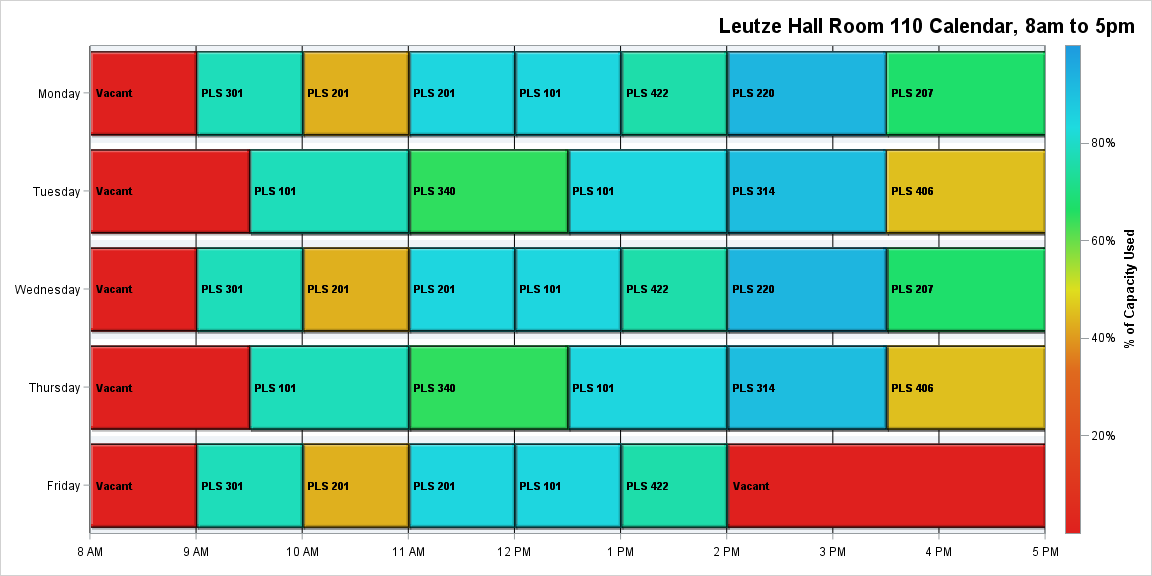 Leutze Hall Room 110 Calendar, 8am to 5pm
Monday
Vacant
PLS 301
PLS 201
PLS 201
PLS 101
PLS 422
PLS 220
PLS 207
Tuesday
Vacant
PLS 101
PLS 340
PLS 101
PLS 314
PLS 406
Wednesday
Vacant
PLS 301
PLS 201
PLS 201
PLS 101
PLS 422
PLS 220
PLS 207
Thursday
Vacant
PLS 101
PLS 340
PLS 101
PLS 314
PLS 406
Friday
Vacant
PLS 301
PLS 201
PLS 201
PLS 101
PLS 422
Vacant
8 AM
9 AM
10 AM
11 AM
12 PM
1 PM
2 PM
3 PM
4 PM
5 PM
80%
60%
40%
20%
% of Capacity Used